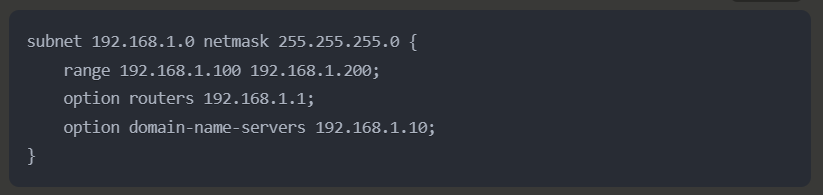 subnet 192.168.1.0 netmask 255.255.255.0 {
    range 192.168.1.100 192.168.1.200;
    option routers 192.168.1.1;
    option domain-name-servers 192.168.1.10;
}